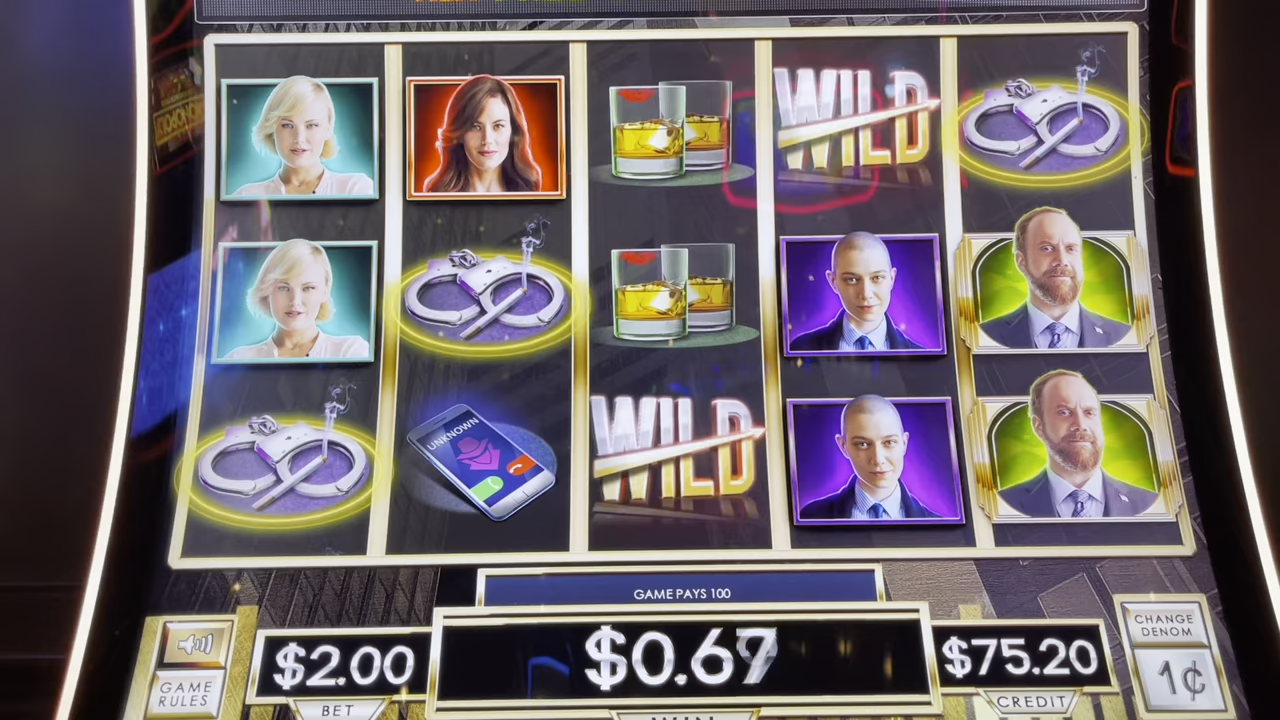 WILD
UNKNOWN
WILD
GAME PAYS 100
GAME RULES
$2.00
BET
$0.67
WIN
$75.20
CREDIT
CHANGE DENOM
1¢